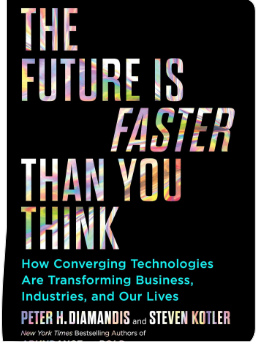 THE
FUTURE IS
FASTER
THAN YOU
THINK
How Converging Technologies
Are Transforming Business,
Industries, and Our Lives
PETER H. DIAMANDIS and STEVEN KOTLER
New York Times Bestselling Authors of